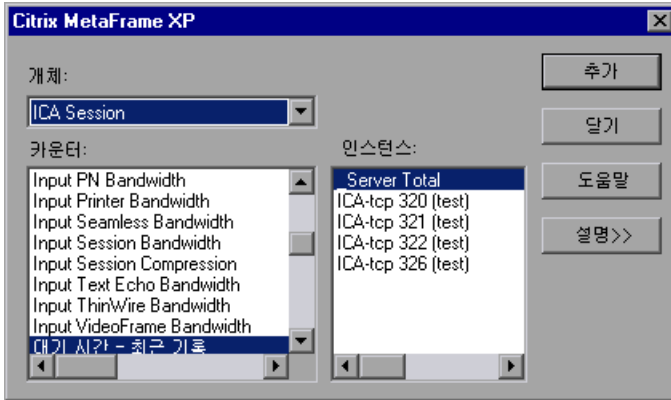 Citrix MetaFrame XP
개체:
ICA Session
카운터:
Input PN Bandwidth
Input Printer Bandwidth
Input Seamless Bandwidth
Input Session Bandwidth
Input Session Compression
Input Text Echo Bandwidth
Input ThinWire Bandwidth
Input VideoFrame Bandwidth
대기 시간 - 최근 기록
인스턴스:
_Server Total
ICA-tcp 320 (test)
ICA-tcp 321 (test)
ICA-tcp 322 (test)
ICA-tcp 326 (test)
추가
닫기
도움말
설명>>